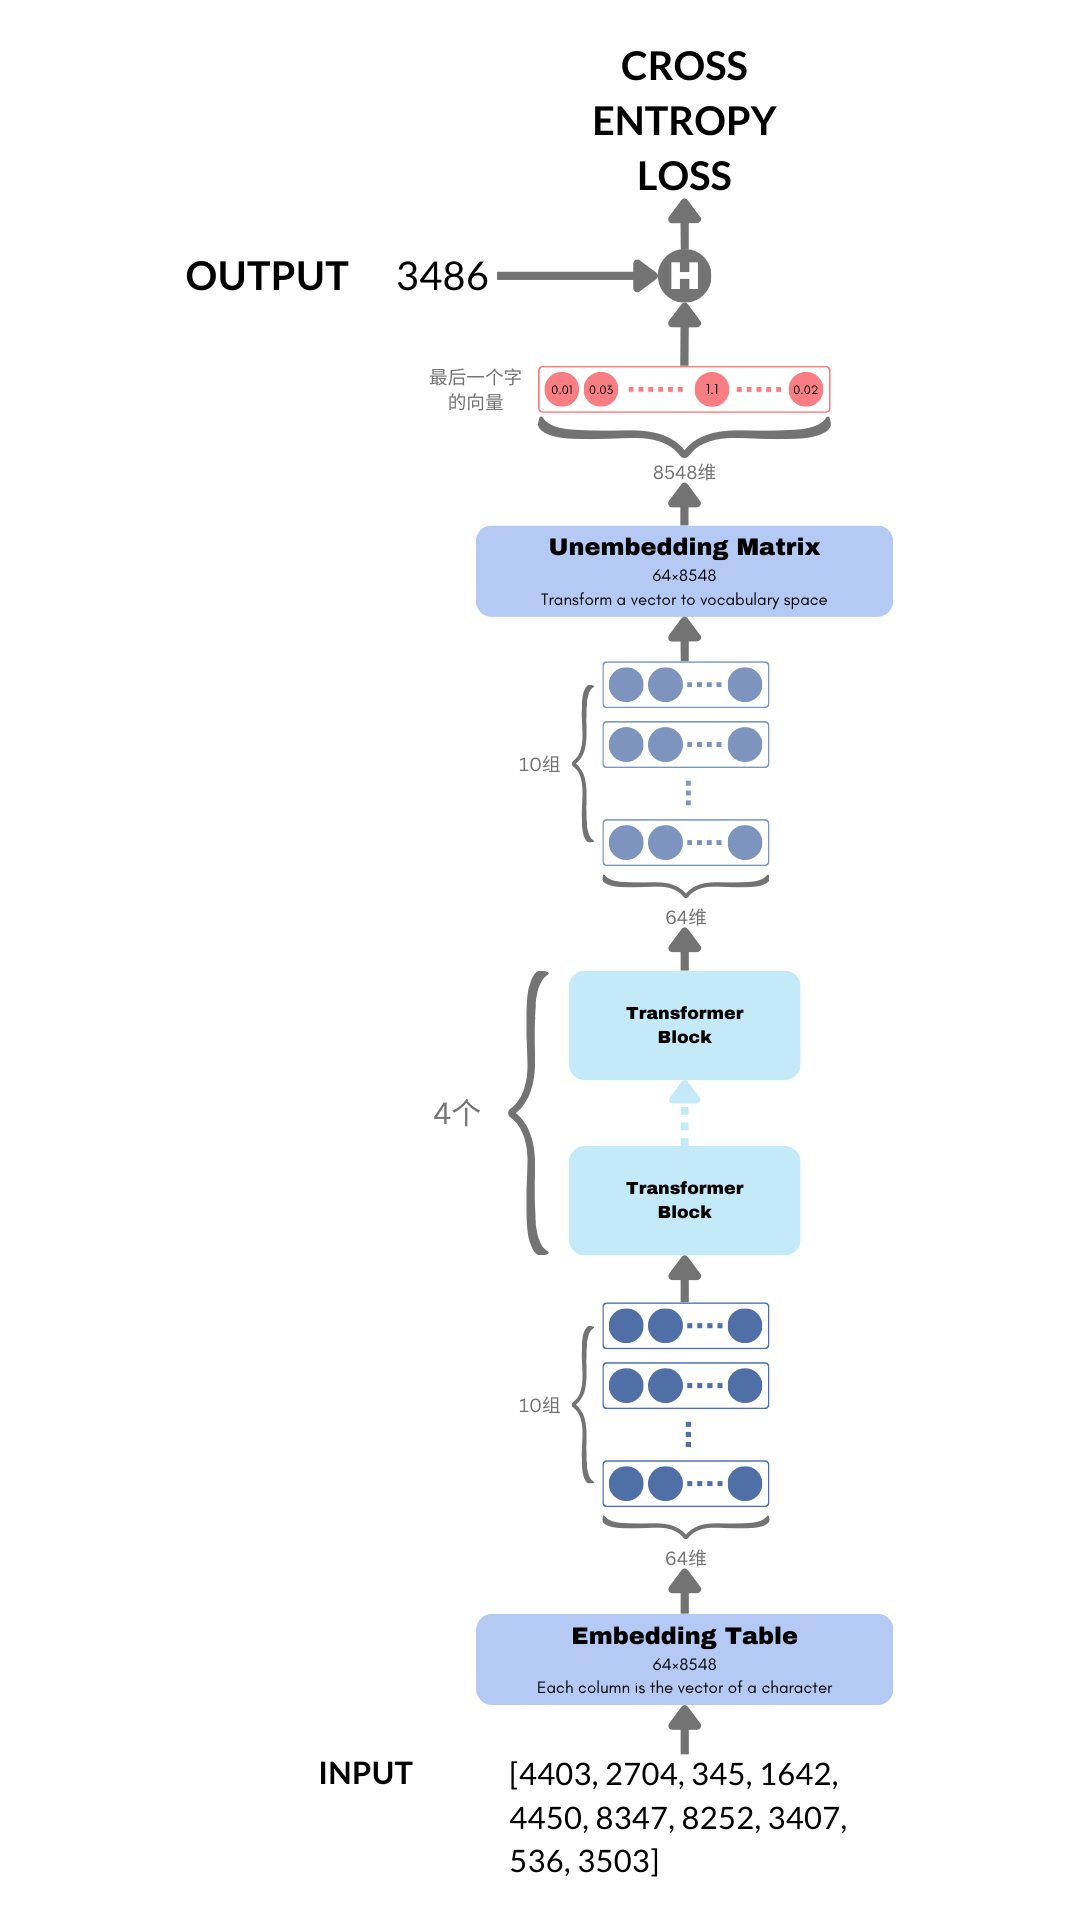 CROSS
ENTROPY
LOSS
OUTPUT 3486
H
最后一个字
的向量
0.01 0.03 1.1 0.02
8548维
Unembedding Matrix
64×8548
Transform a vector to vocabulary space
10组
64维
Transformer
Block
4个
Transformer
Block
10组
64维
Embedding Table
64×8548
Each column is the vector of a character
INPUT [4403, 2704, 345, 1642,
4450, 8347, 8252, 3407,
536, 3503]